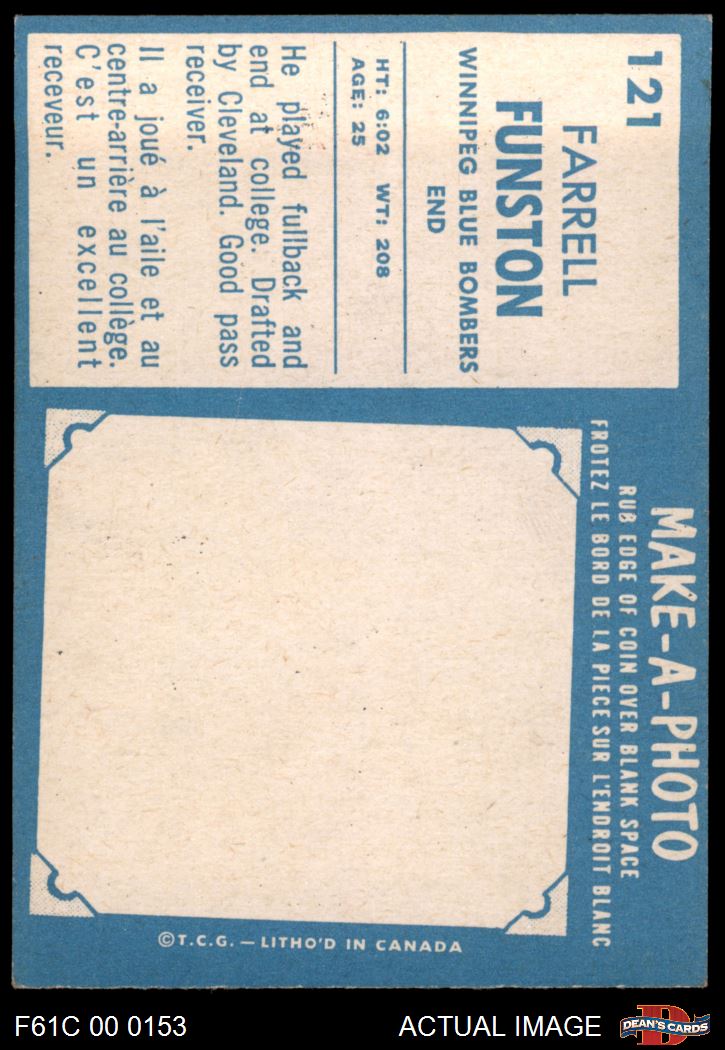 121
FARRELL
FUNSTON
WINNIPEG BLUE BOMBERS
END
HT: 6:02 WT: 208
AGE: 25
He played fullback and
end at college. Drafted
by Cleveland. Good pass
receiver.
Il a joué à l'aile et au
centre-arrière au collège.
C'est un excellent
receveur.
MAKE-A-PHOTO
RUB EDGE OF COIN OVER BLANK SPACE
FROTEZ LE BORD DE LA PIECE SUR L'ENDROIT BLANC
©T.C.G. — LITHO'D IN CANADA
F61C 00 0153
ACTUAL IMAGE
D
DEAN'S CARDS